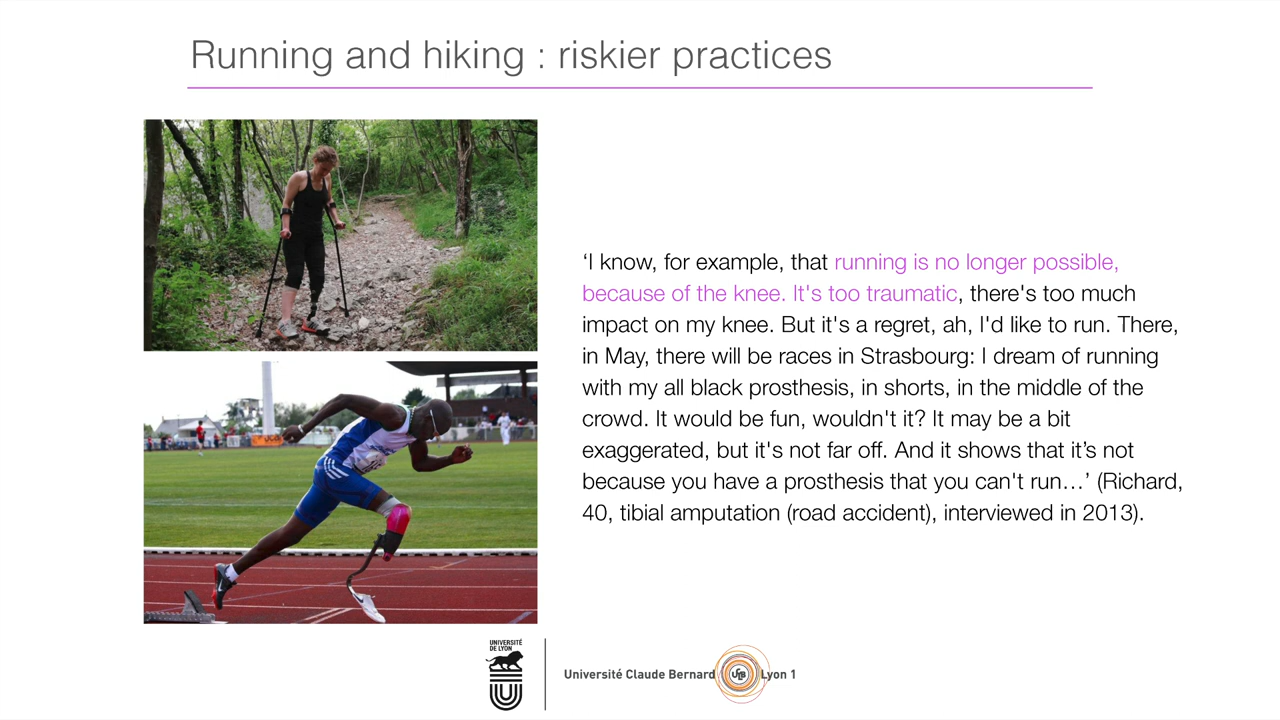 Running and hiking : riskier practices
‘I know, for example, that running is no longer possible,
because of the knee. It's too traumatic, there's too much
impact on my knee. But it's a regret, ah, I'd like to run. There,
in May, there will be races in Strasbourg: I dream of running
with my all black prosthesis, in shorts, in the middle of the
crowd. It would be fun, wouldn't it? It may be a bit
exaggerated, but it's not far off. And it shows that it’s not
because you have a prosthesis that you can't run…’ (Richard,
40, tibial amputation (road accident), interviewed in 2013).
UNIVERSITÉ
DE LYON
Université Claude Bernard Lyon 1